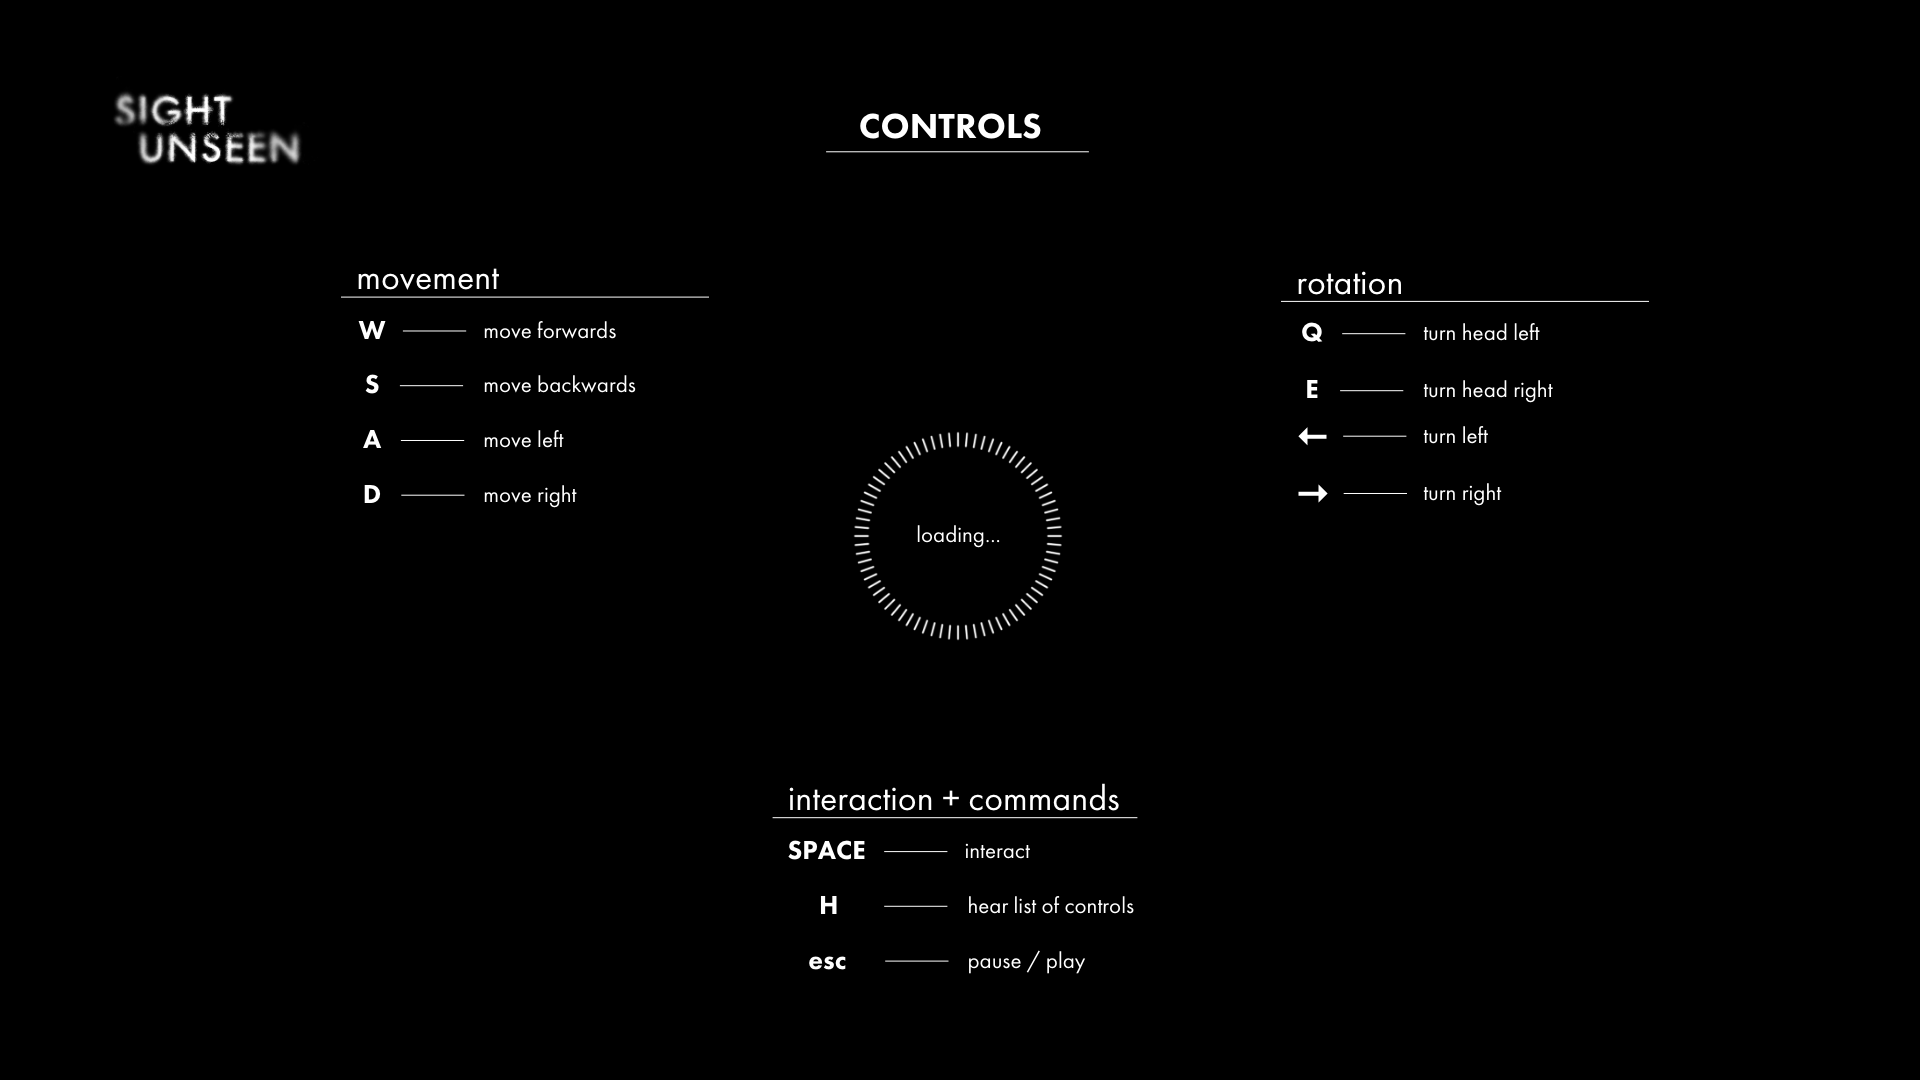 SIGHT
UNSEEN
CONTROLS
movement
W move forwards
S move backwards
A move left
D move right
rotation
Q turn head left
E turn head right
← turn left
→ turn right
loading...
interaction + commands
SPACE interact
H hear list of controls
esc pause / play